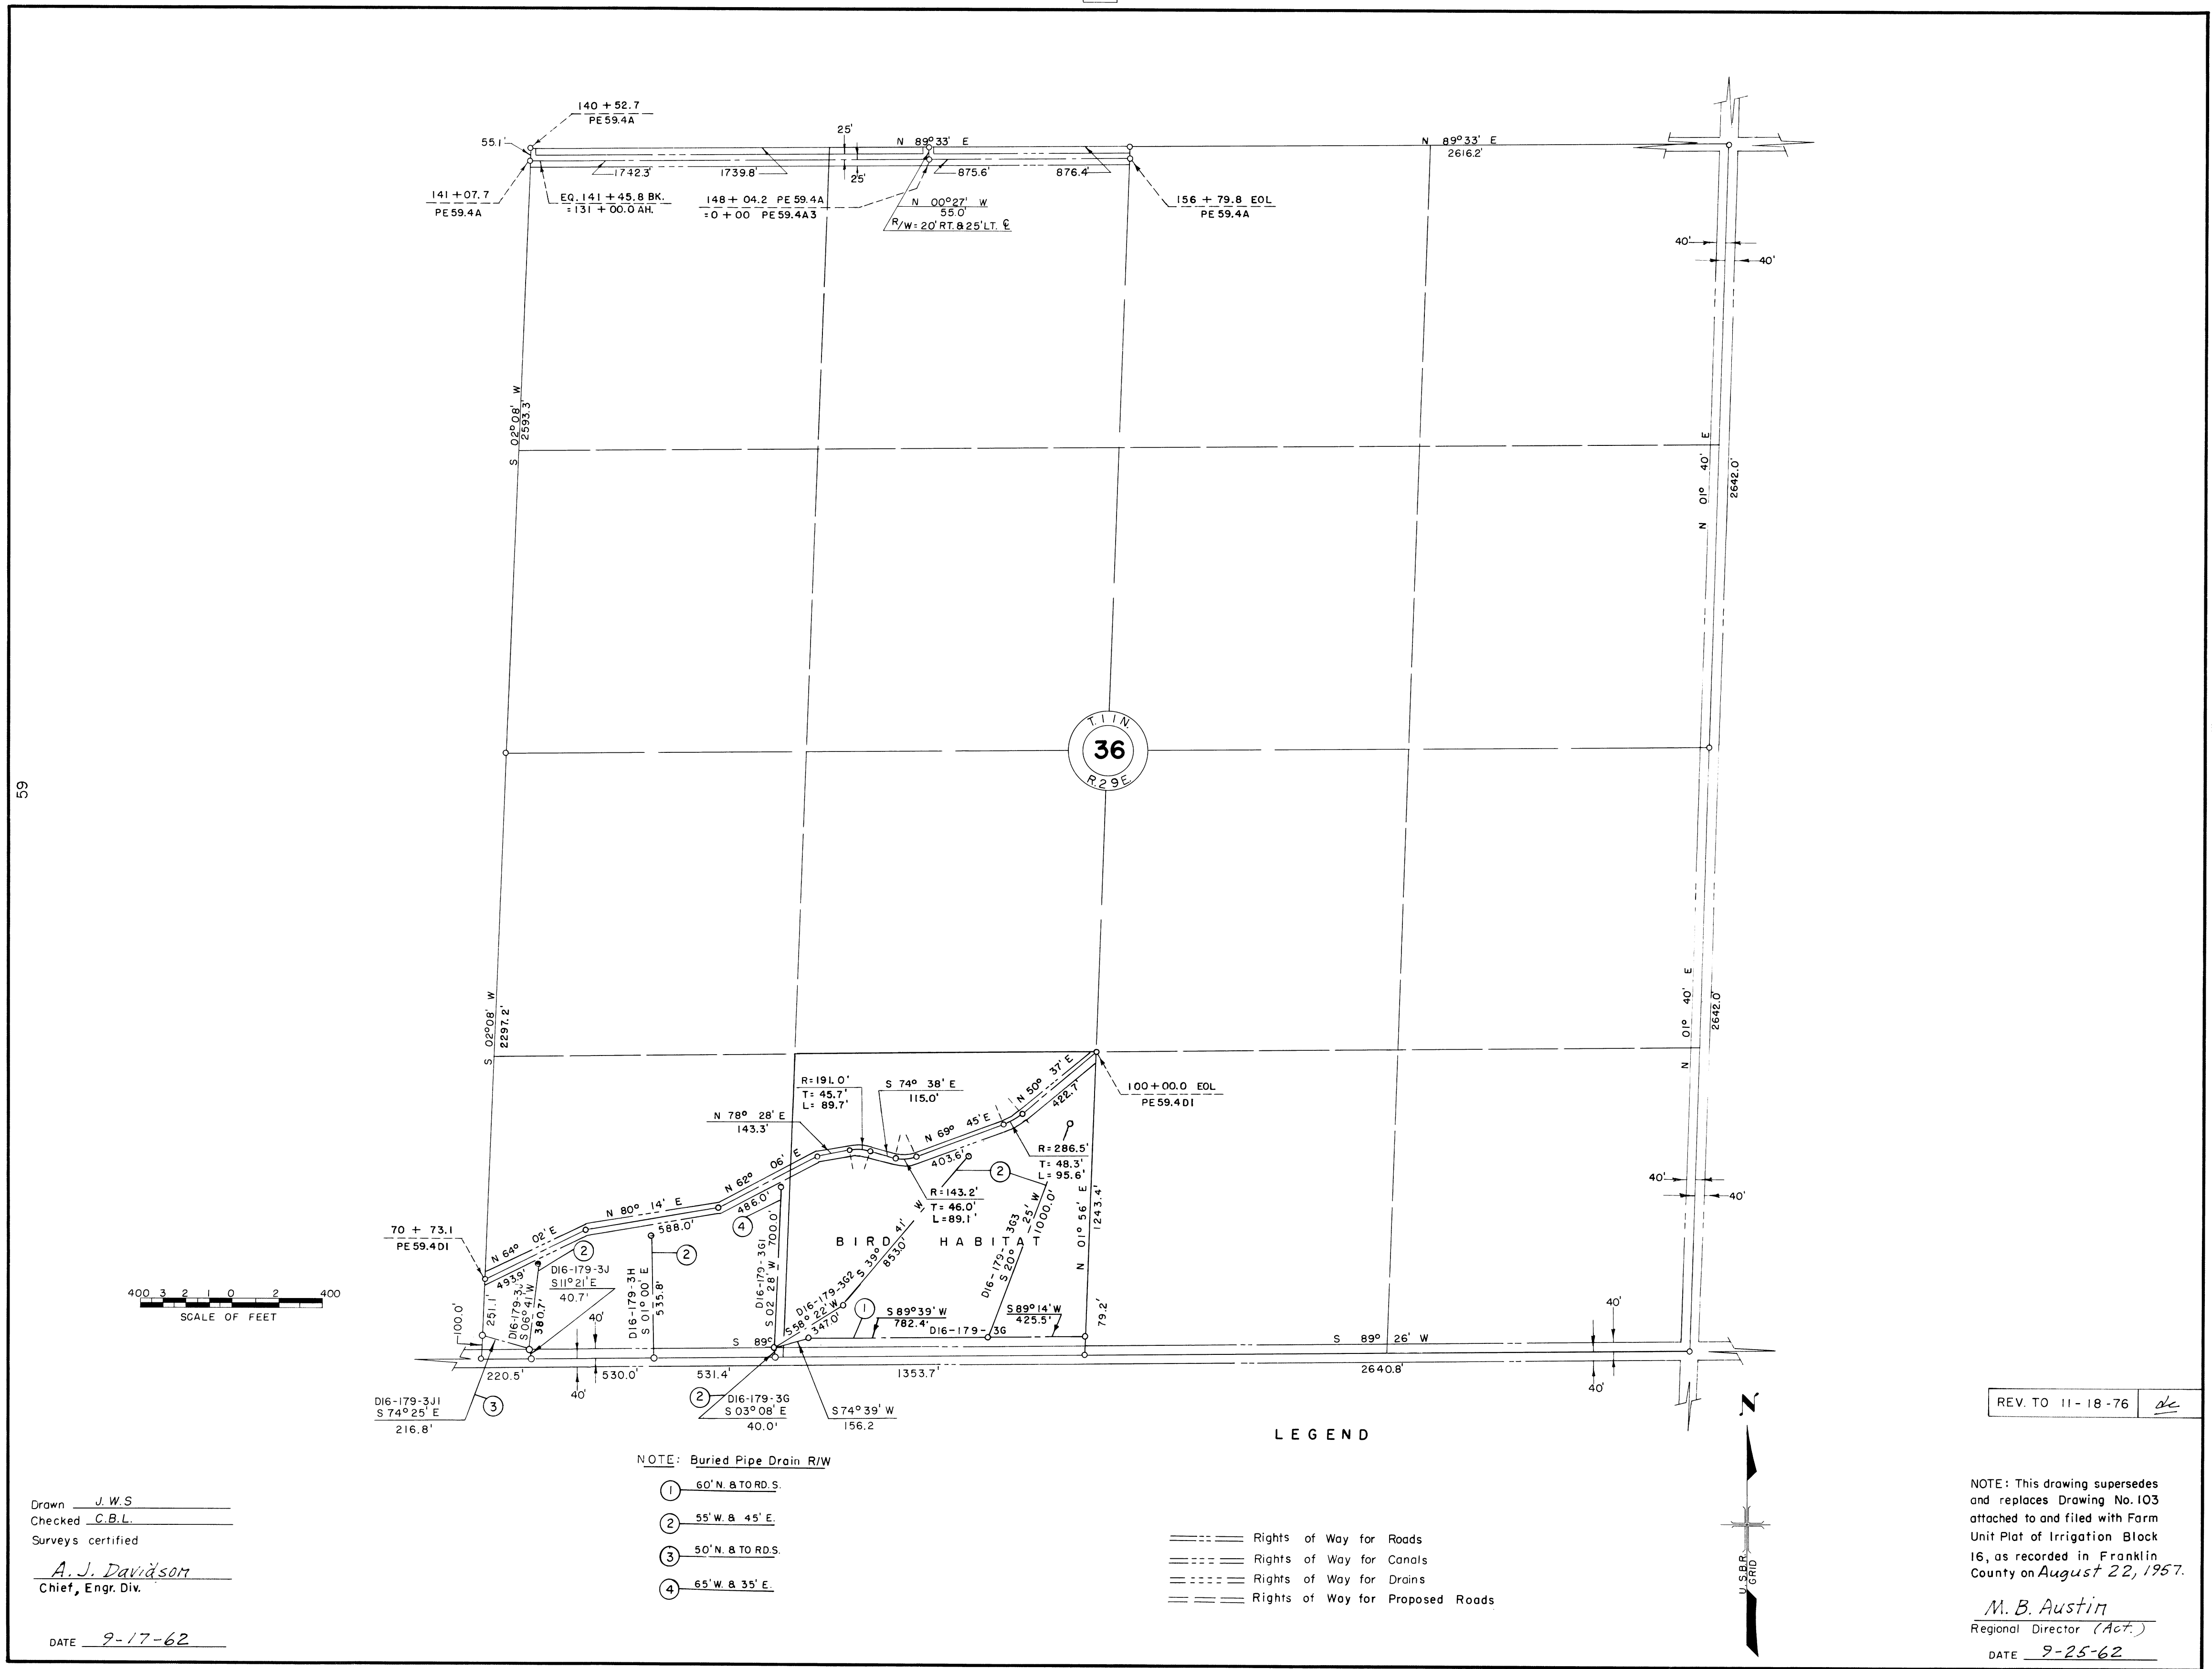 140 + 52.7
PE 59.4A
55.1'
25'
N 89°33' E
N 89°33' E
2616.2'
1742.3'
1739.8'
25'
875.6'
876.4'
141 + 07.7
PE 59.4A
EQ. 141 + 45.8 BK.
= 131 + 00.0 AH.
148 + 04.2 PE 59.4A
= 0 + 00 PE 59.4A3
N 00°27' W
55.0'
R/W = 20' RT. & 25' LT. ℄
156 + 79.8 EOL
PE 59.4A
40'
40'
S 02°08' W
2593.3'
N 01° 40' E
2642.0'
T. 11 N.
36
R. 29 E.
59
S 02°08' W
2297.2'
N 01° 40' E
2642.0'
R = 191.0'
T = 45.7'
L = 89.7'
S 74° 38' E
115.0'
N 50° 37' E
422.7'
100 + 00.0 EOL
PE 59.4D1
N 78° 28' E
143.3'
N 69° 45' E
403.6'
R = 286.5'
T = 48.3'
L = 95.6'
N 62° 06' E
486.0'
2
R = 143.2'
T = 46.0'
L = 89.1'
40'
40'
N 80° 14' E
588.0'
4
70 + 73.1
PE 59.4D1
N 64° 02' E
493.9'
2
2
BIRD HABITAT
D16-179-3G1
S 02° 28' W 700.0'
D16-179-3G2 S 39° 41' W
853.0'
D16-179-3G3
S 20° 25' W
1000.0'
N 01° 56' E
1243.4'
D16-179-3J
S 11° 21' E
40.7'
D16-179-3J
S 06° 41' W
380.7'
D16-179-3H
S 01° 00' E
535.8'
S 58° 22' W
347.0'
1
S 89°39' W
782.4'
D16-179-3G
S 89°14' W
425.5'
79.2'
400 3 2 1 0 2 400
SCALE OF FEET
100.0'
251.1'
40'
S 89°
S 89° 26' W
40'
220.5'
40'
530.0'
531.4'
1353.7'
2640.8'
40'
D16-179-3J1
S 74°25' E
216.8'
3
2
D16-179-3G
S 03°08' E
40.0'
S 74°39' W
156.2
REV. TO 11-18-76
LEGEND
N
NOTE: Buried Pipe Drain R/W
1 60' N. & TO RD. S.
2 55' W. & 45' E.
3 50' N. & TO RD. S.
4 65' W. & 35' E.
Rights of Way for Roads
Rights of Way for Canals
Rights of Way for Drains
Rights of Way for Proposed Roads
U.S.B.R.
GRID
Drawn J.W.S
Checked C.B.L.
Surveys certified
A. J. Davidson
Chief, Engr. Div.
DATE 9-17-62
NOTE: This drawing supersedes
and replaces Drawing No. 103
attached to and filed with Farm
Unit Plat of Irrigation Block
16, as recorded in Franklin
County on August 22, 1957.
M. B. Austin
Regional Director (Act.)
DATE 9-25-62